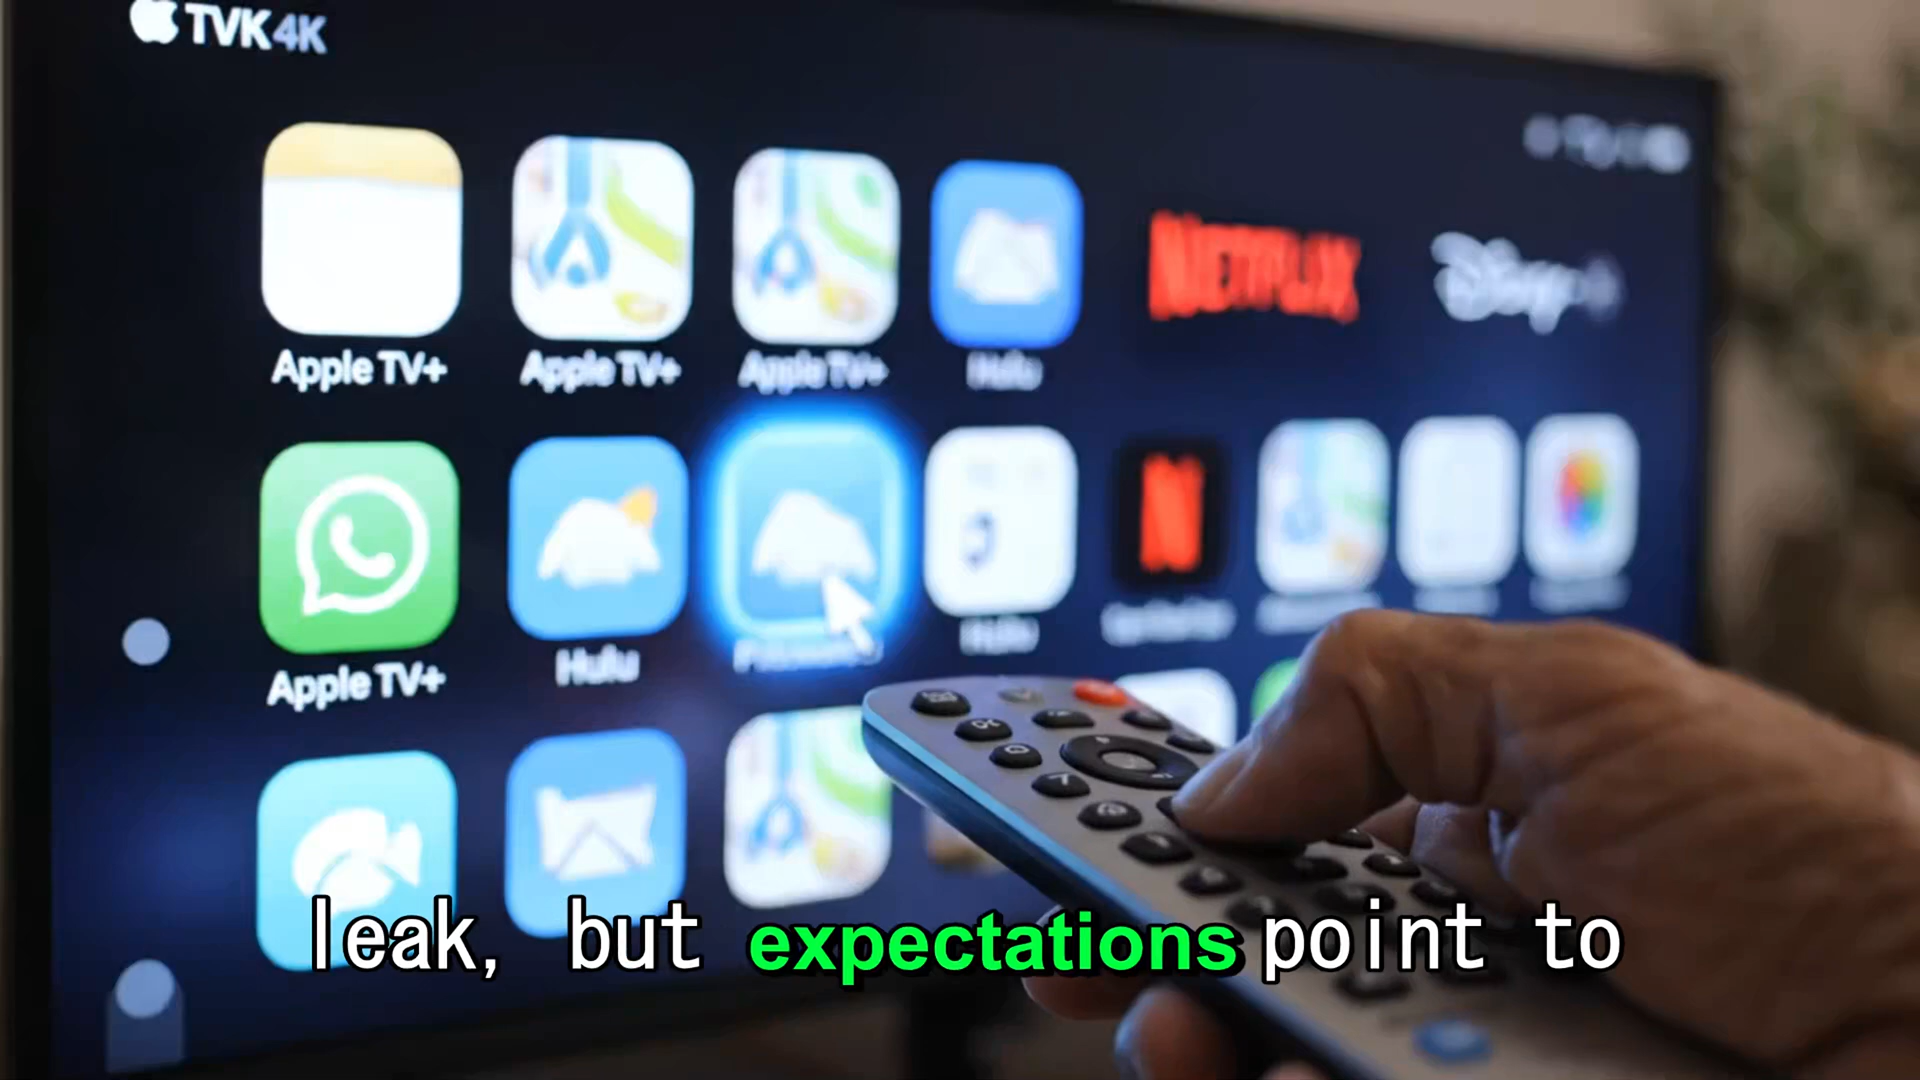 TVK4K
Apple TV+ Apple TV+ Apple TV+ Hulu
NETFLIX
Apple TV+ Hulu Hulu
N
leak, but expectations point to